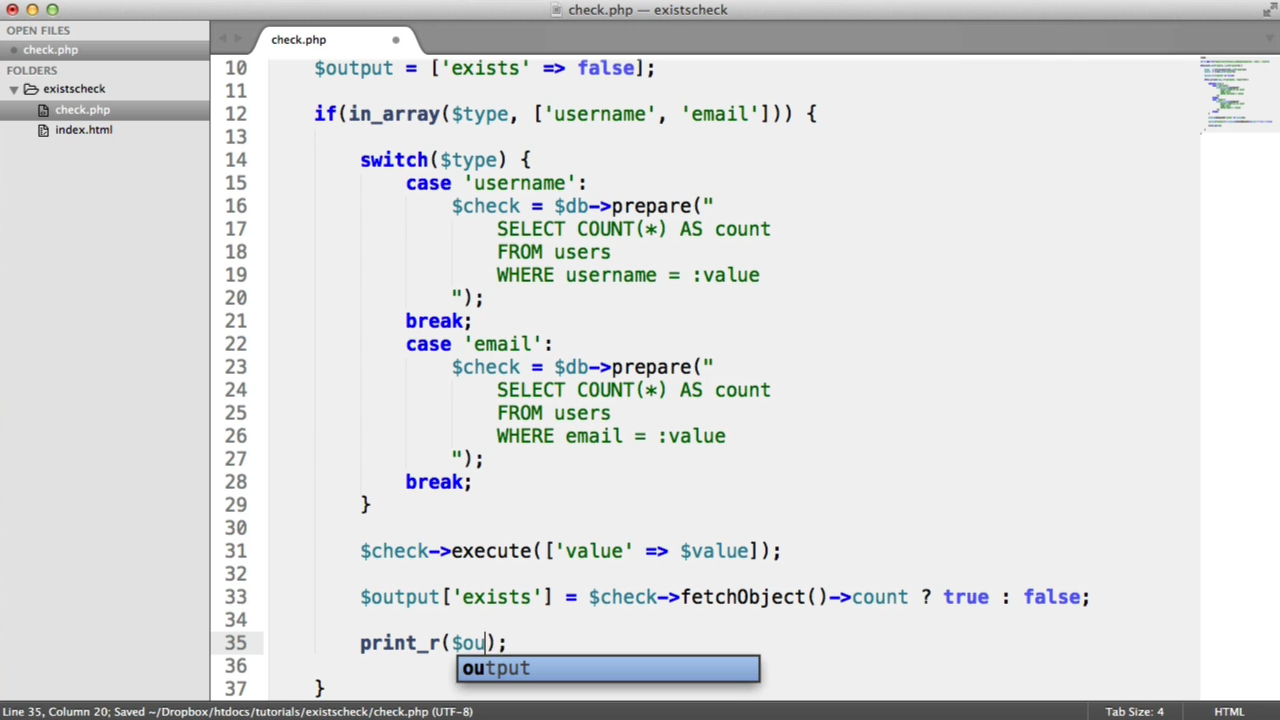 check.php — existscheck
OPEN FILES
check.php
FOLDERS
existscheck
check.php
index.html
check.php
10 $output = ['exists' => false];
11
12 if(in_array($type, ['username', 'email'])) {
13
14 switch($type) {
15 case 'username':
16 $check = $db->prepare("
17 SELECT COUNT(*) AS count
18 FROM users
19 WHERE username = :value
20 ");
21 break;
22 case 'email':
23 $check = $db->prepare("
24 SELECT COUNT(*) AS count
25 FROM users
26 WHERE email = :value
27 ");
28 break;
29 }
30
31 $check->execute(['value' => $value]);
32
33 $output['exists'] = $check->fetchObject()->count ? true : false;
34
35 print_r($ou);
output
36
37 }
Line 35, Column 20; Saved ~/Dropbox/htdocs/tutorials/existscheck/check.php (UTF-8)
Tab Size: 4
HTML